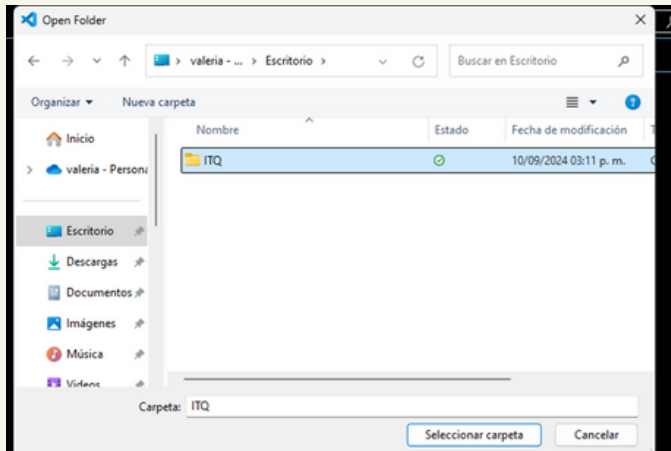 Open Folder
valeria - ... > Escritorio >
Buscar en Escritorio
Organizar
Nueva carpeta
Nombre
Estado
Fecha de modificación
Inicio
valeria - Persona
ITQ
10/09/2024 03:11 p. m.
Escritorio
Descargas
Documentos
Imágenes
Música
Videos
Carpeta: ITQ
Seleccionar carpeta
Cancelar